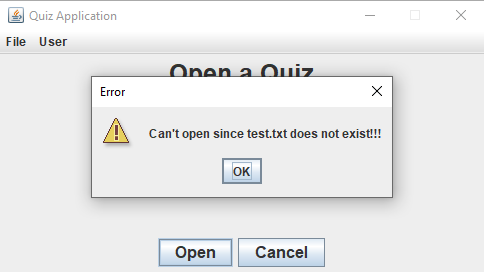 Quiz Application
File User
Open a Quiz
Error
Can't open since test.txt does not exist!!!
OK
Open Cancel